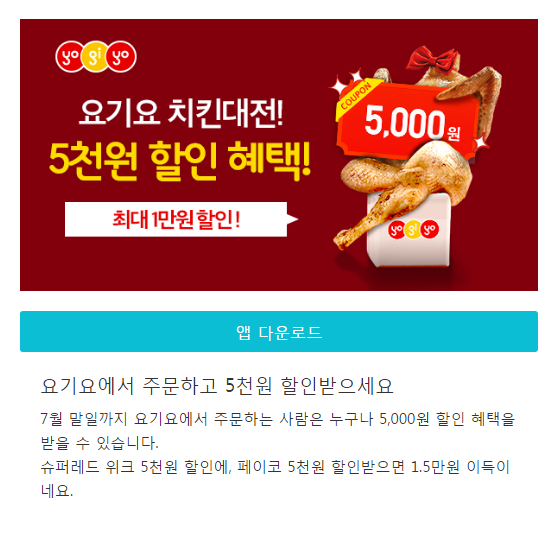 yo gi yo
요기요 치킨대전!
5천원 할인 혜택!
최대 1만원 할인!
COUPON
5,000원
yo gi yo
앱 다운로드
요기요에서 주문하고 5천원 할인받으세요
7월 말일까지 요기요에서 주문하는 사람은 누구나 5,000원 할인 혜택을
받을 수 있습니다.
슈퍼레드 위크 5천원 할인에, 페이코 5천원 할인받으면 1.5만원 이득이
네요.